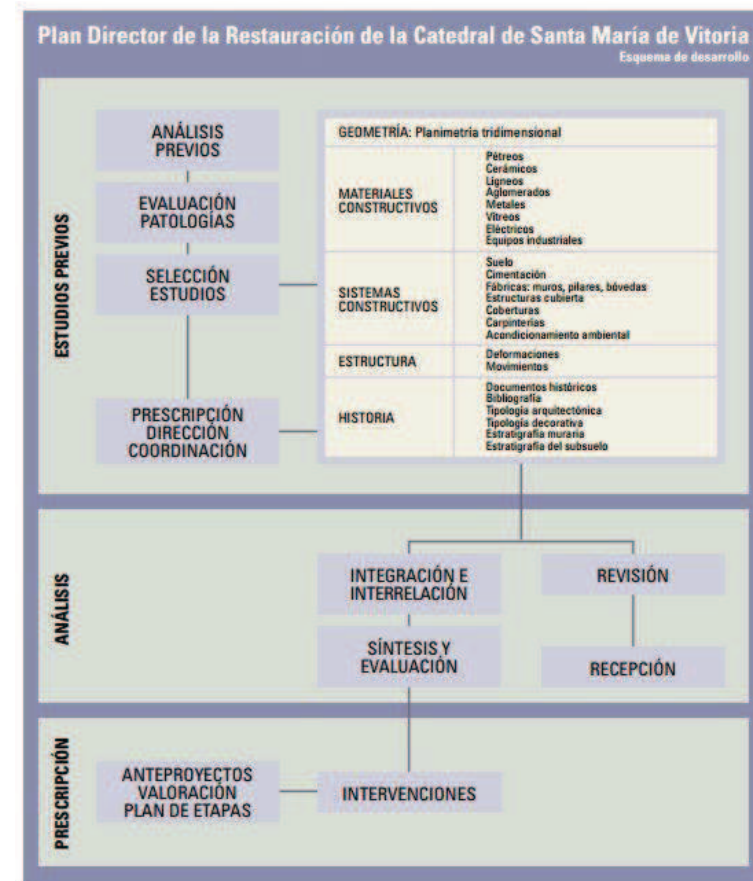 Plan Director de la Restauración de la Catedral de Santa María de Vitoria
Esquema de desarrollo
ESTUDIOS PREVIOS
ANÁLISIS
PREVIOS
EVALUACIÓN
PATOLOGÍAS
SELECCIÓN
ESTUDIOS
PRESCRIPCIÓN
DIRECCIÓN
COORDINACIÓN
GEOMETRÍA: Planimetría tridimensional
MATERIALES
CONSTRUCTIVOS
Pétreos
Cerámicos
Lígneos
Aglomerados
Metales
Vítreos
Eléctricos
Equipos industriales
SISTEMAS
CONSTRUCTIVOS
Suelo
Cimentación
Fábricas: muros, pilares, bóvedas
Estructuras cubierta
Coberturas
Carpinterías
Acondicionamiento ambiental
ESTRUCTURA
Deformaciones
Movimientos
HISTORIA
Documentos históricos
Bibliografía
Tipología arquitectónica
Tipología decorativa
Estratigrafía muraria
Estratigrafía del subsuelo
ANÁLISIS
INTEGRACIÓN E
INTERRELACIÓN
SÍNTESIS Y
EVALUACIÓN
REVISIÓN
RECEPCIÓN
PRESCRIPCIÓN
ANTEPROYECTOS
VALORACIÓN
PLAN DE ETAPAS
INTERVENCIONES